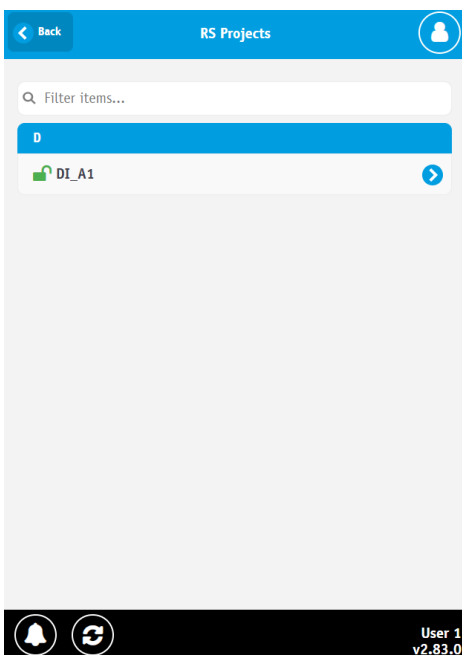 Back
RS Projects
Filter items...
D
DI_A1
User 1
v2.83.0